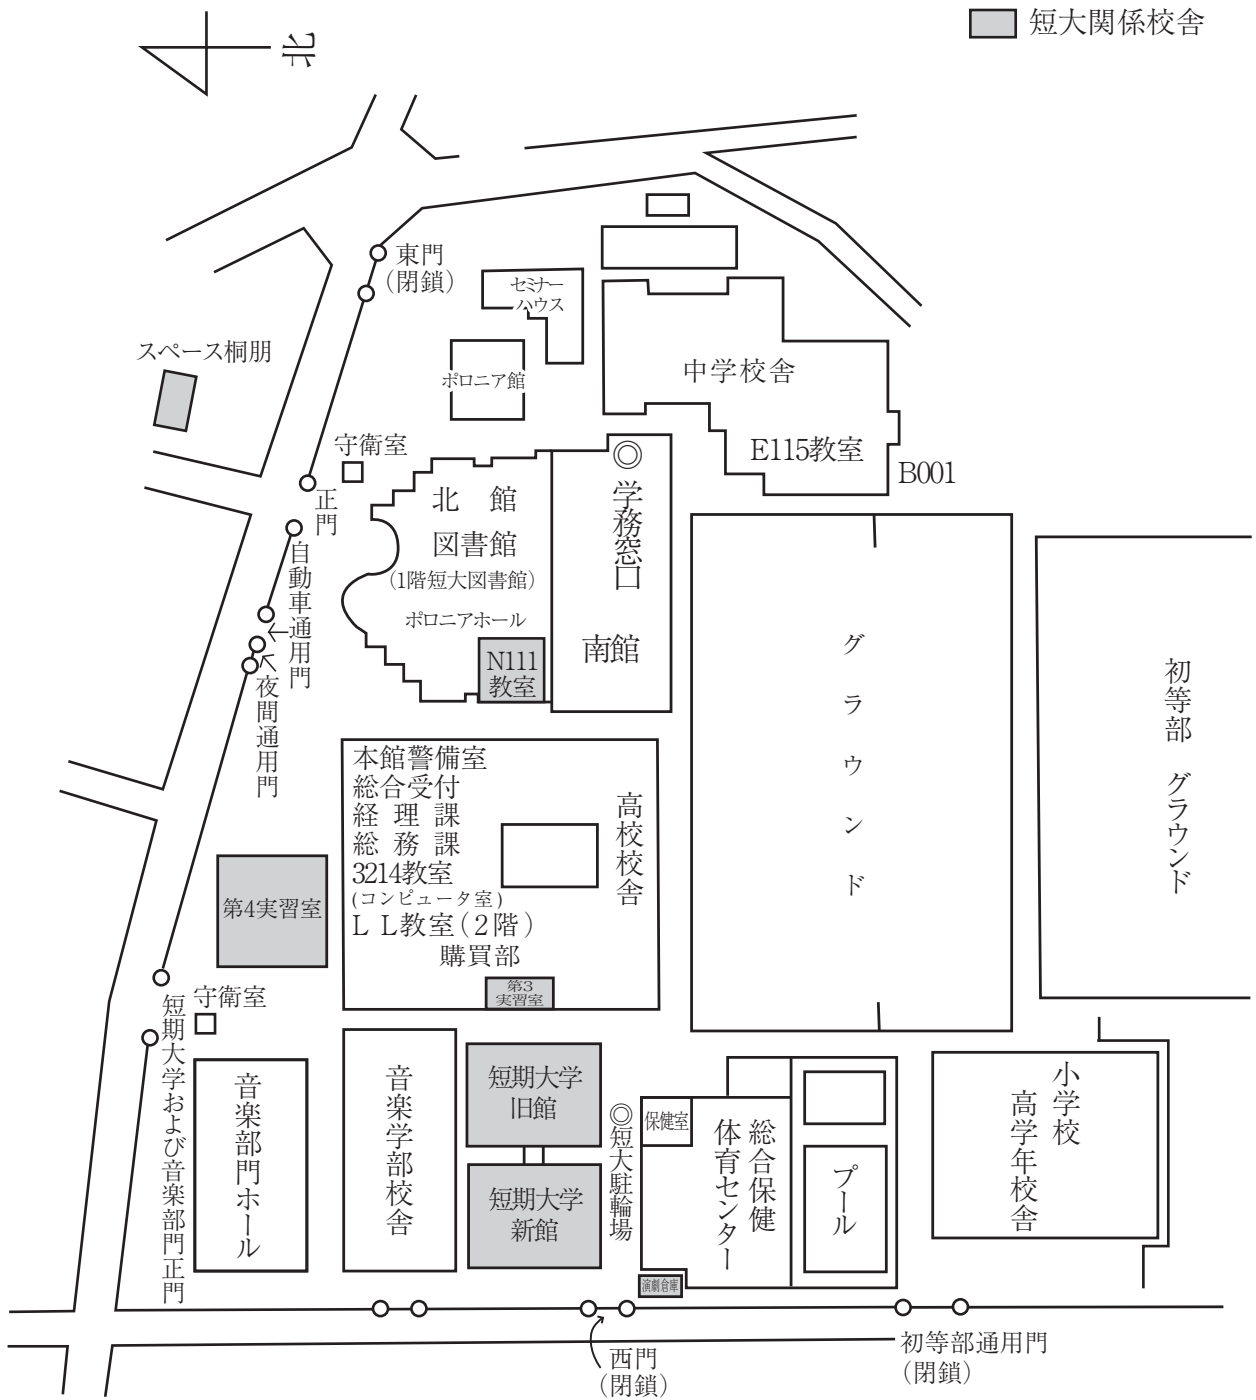 短大関係校舎
北
東門
(閉鎖)
セミナー
ハウス
スペース桐朋
ポロニア館
中学校舎
E115教室
B001
守衛室
正門
北 館
図書館
(1階短大図書館)
ポロニアホール
N111
教室
◎学務窓口
南館
自動車通用門
夜間通用門
グラウンド
初等部 グラウンド
本館警備室
総合受付
経 理 課
総 務 課
3214教室
(コンピュータ室)
L L教室(2階)
購買部
高校校舎
第3
実習室
第4実習室
守衛室
短期大学および音楽部門正門
音楽部門ホール
音楽学部校舎
短期大学
旧館
短期大学
新館
◎短大駐輪場
保健室
総合保健
体育センター
プール
小学校
高学年校舎
演劇倉庫
西門
(閉鎖)
初等部通用門
(閉鎖)